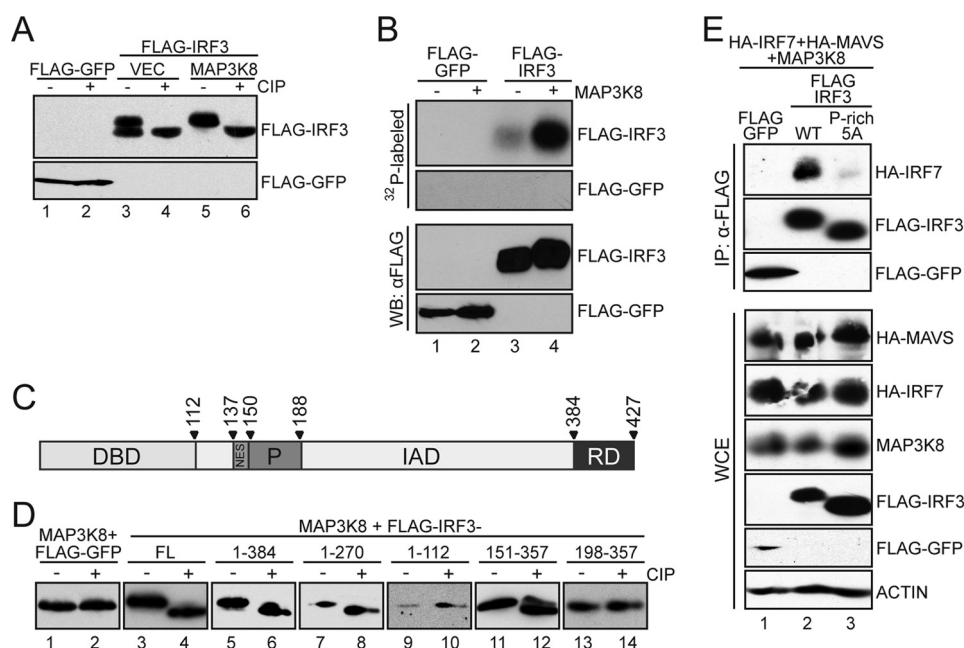 A
FLAG-IRF3
FLAG-GFP VEC MAP3K8
- + - + - + CIP
FLAG-IRF3
FLAG-GFP
1 2 3 4 5 6
B
FLAG-GFP FLAG-IRF3
- + - + MAP3K8
32P-labeled
FLAG-IRF3
FLAG-GFP
WB: αFLAG
FLAG-IRF3
FLAG-GFP
1 2 3 4
C
112 137 150 188 384 427
DBD NES P IAD RD
D
MAP3K8+ FLAG-GFP
MAP3K8 + FLAG-IRF3-
FL 1-384 1-270 1-112 151-357 198-357
- + - + - + - + - + - + - + CIP
1 2 3 4 5 6 7 8 9 10 11 12 13 14
E
HA-IRF7+HA-MAVS
+MAP3K8
FLAG
IRF3
FLAG GFP WT P-rich 5A
IP: α-FLAG
HA-IRF7
FLAG-IRF3
FLAG-GFP
WCE
HA-MAVS
HA-IRF7
MAP3K8
FLAG-IRF3
FLAG-GFP
ACTIN
1 2 3